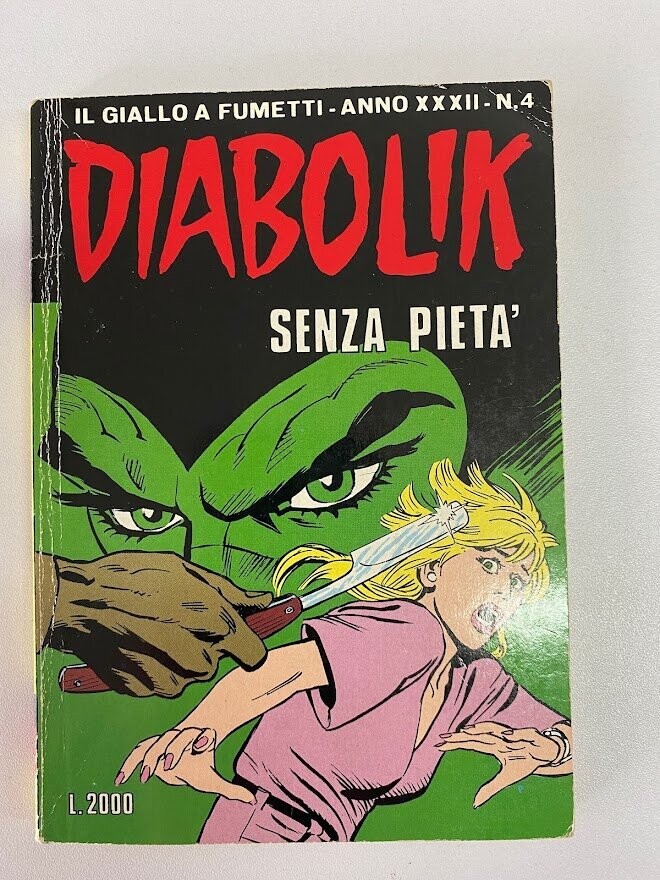 IL GIALLO A FUMETTI - ANNO XXXII - N.4
DIABOLIK
SENZA PIETA'
L.2000